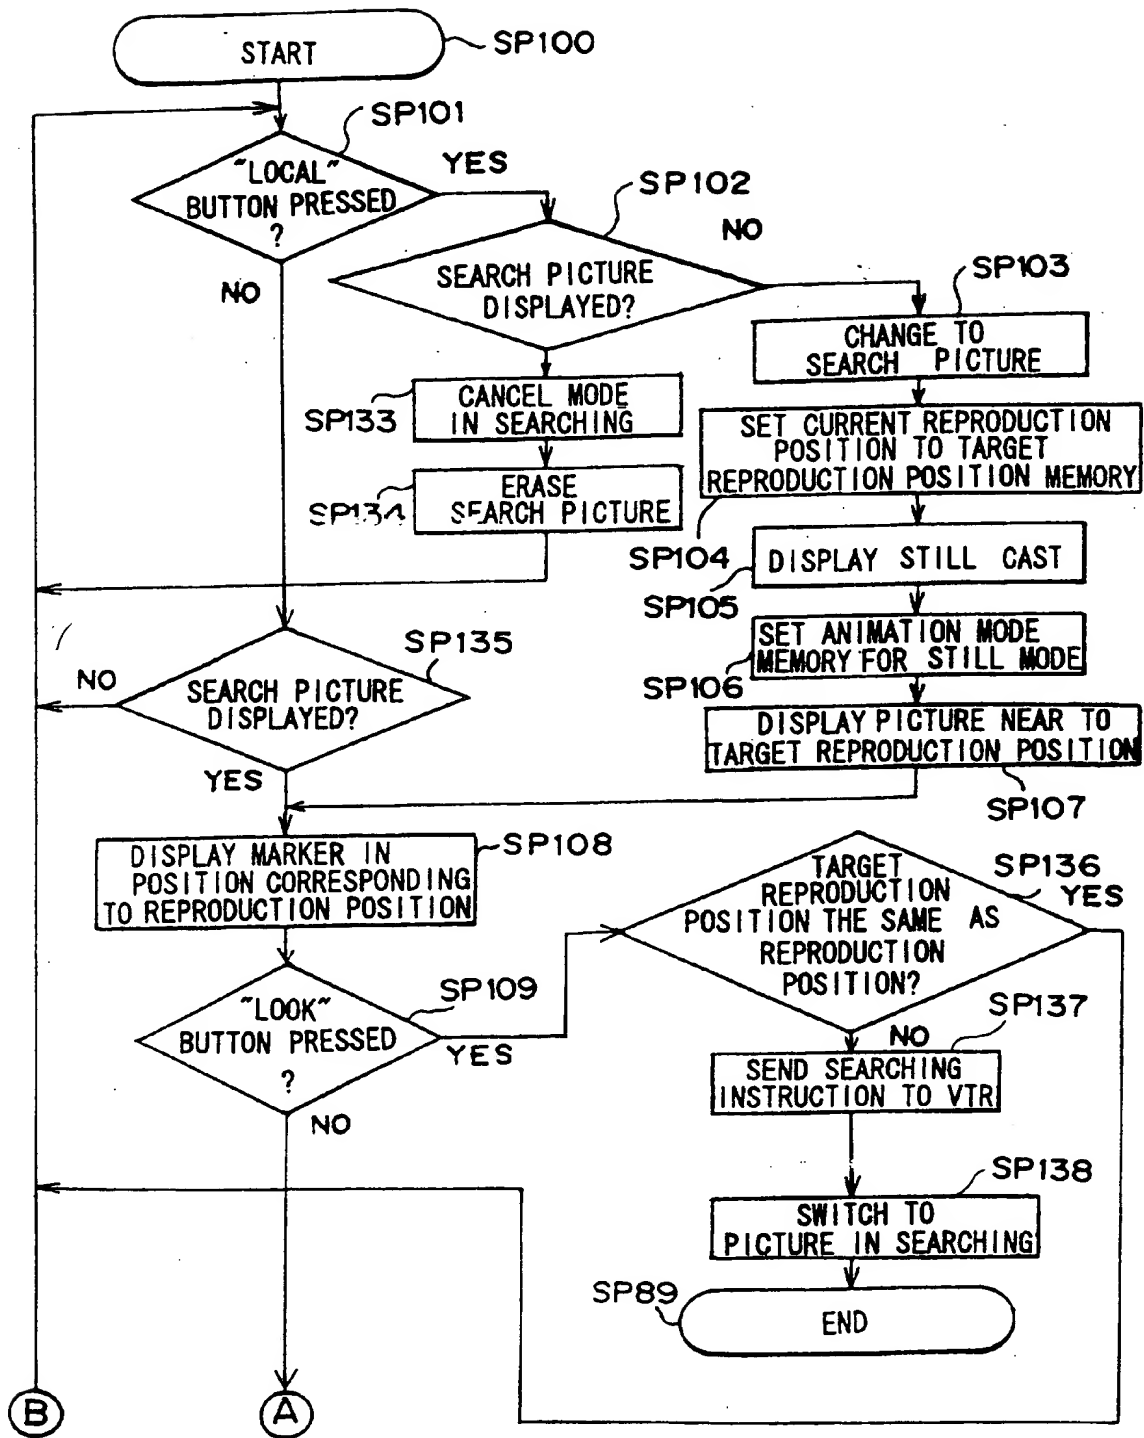 START
SP100
SP101
"LOCAL"
BUTTON PRESSED
?
YES
NO
SP102
SEARCH PICTURE
DISPLAYED?
NO
SP103
CHANGE TO
SEARCH PICTURE
SP133
CANCEL MODE
IN SEARCHING
SET CURRENT REPRODUCTION
POSITION TO TARGET
REPRODUCTION POSITION MEMORY
SP104
SP134
ERASE
SEARCH PICTURE
DISPLAY STILL CAST
SP105
SET ANIMATION MODE
MEMORY FOR STILL MODE
SP106
SP135
SEARCH PICTURE
DISPLAYED?
NO
YES
DISPLAY PICTURE NEAR TO
TARGET REPRODUCTION POSITION
SP107
SP108
DISPLAY MARKER IN
POSITION CORRESPONDING
TO REPRODUCTION POSITION
SP109
"LOOK"
BUTTON PRESSED
?
YES
NO
TARGET
REPRODUCTION
POSITION THE SAME AS
REPRODUCTION
POSITION?
SP136
YES
NO
SP137
SEND SEARCHING
INSTRUCTION TO VTR
SP138
SWITCH TO
PICTURE IN SEARCHING
SP89
END
B
A